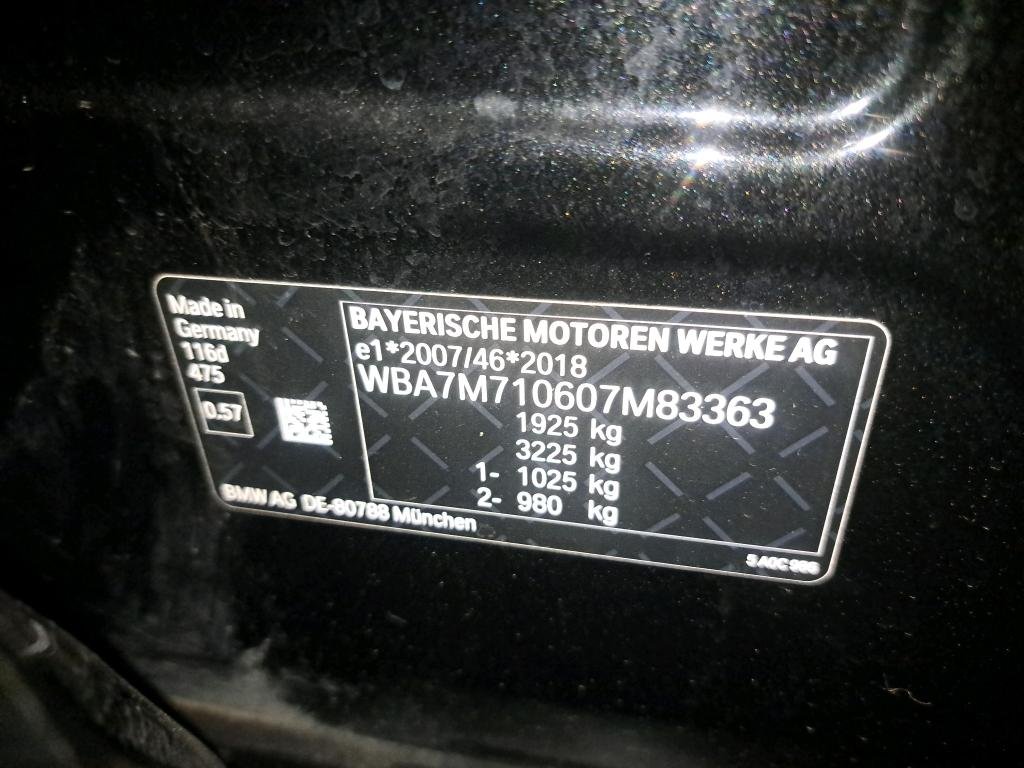 Made in
Germany
116d
475
0.57
BMW AG DE-80788 München
BAYERISCHE MOTOREN WERKE AG
e1*2007/46*2018
WBA7M710607M83363
1925 kg
3225 kg
1- 1025 kg
2- 980 kg